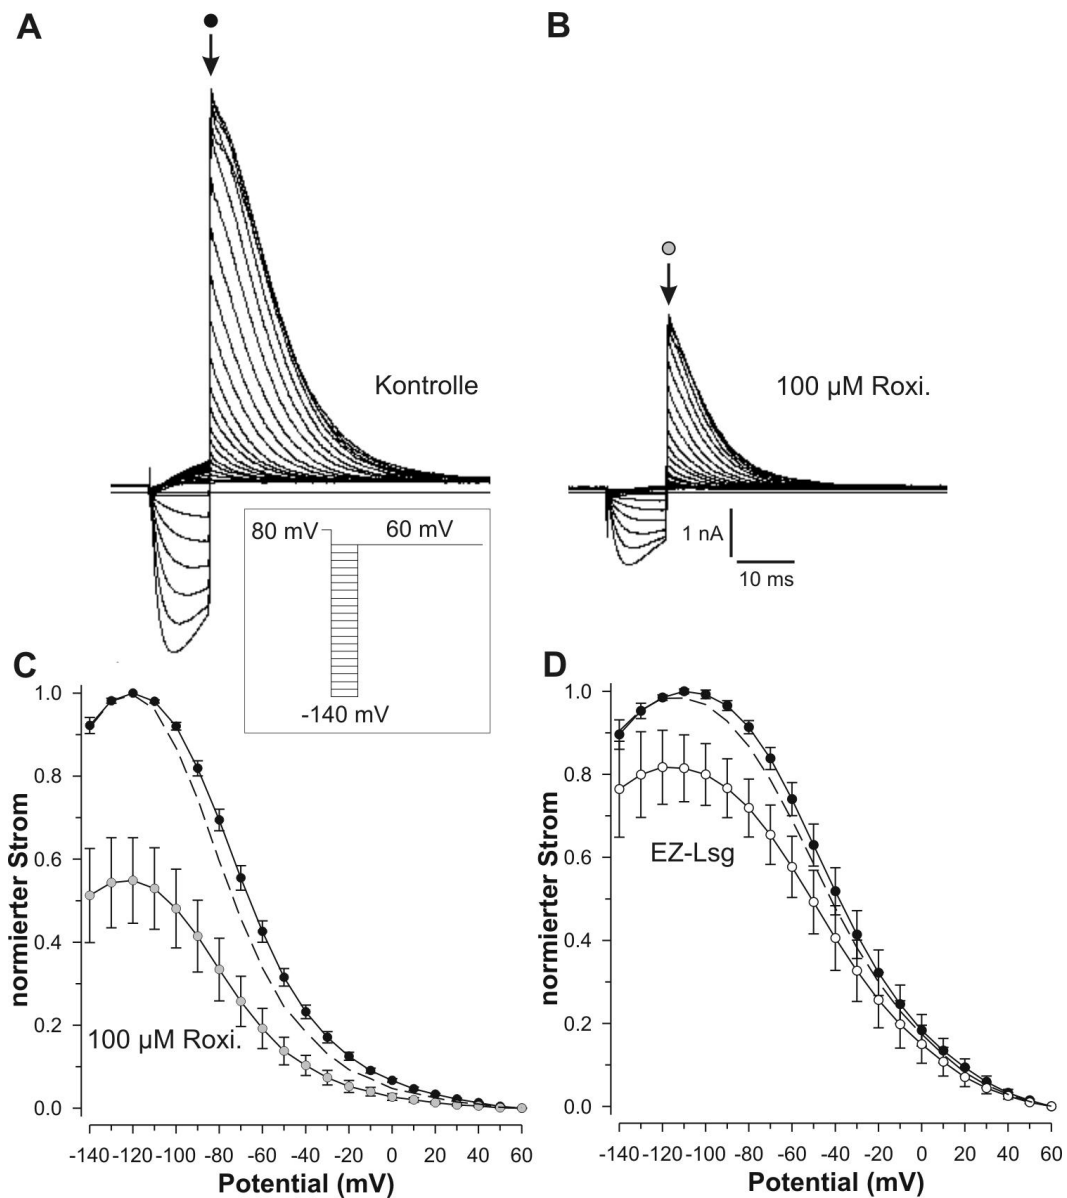 A
B
Kontrolle
100 µM Roxi.
80 mV
60 mV
-140 mV
1 nA
10 ms
C
D
normierter Strom
1.0
0.8
0.6
0.4
0.2
0.0
100 µM Roxi.
-140 -120 -100 -80 -60 -40 -20 0 20 40 60
Potential (mV)
normierter Strom
1.0
0.8
0.6
0.4
0.2
0.0
EZ-Lsg
-140 -120 -100 -80 -60 -40 -20 0 20 40 60
Potential (mV)